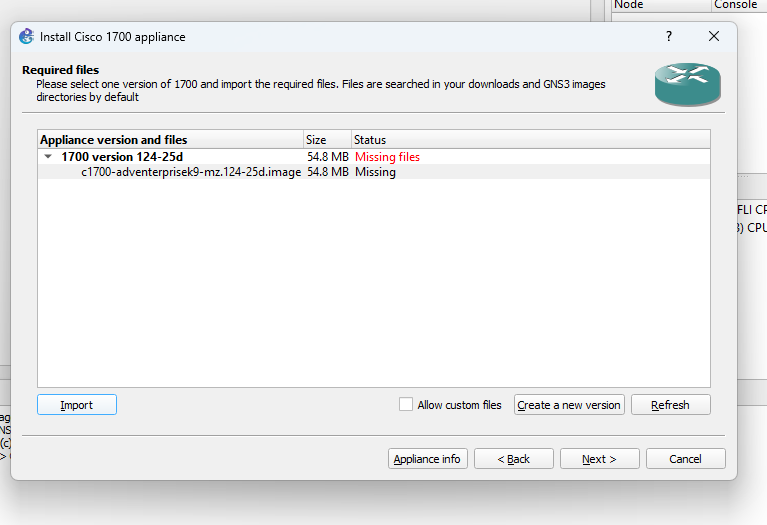 Node Console
Install Cisco 1700 appliance
Required files
Please select one version of 1700 and import the required files. Files are searched in your downloads and GNS3 images
directories by default
Appliance version and files Size Status
1700 version 124-25d 54.8 MB Missing files
c1700-adventerprisek9-mz.124-25d.image 54.8 MB Missing
FLI CP
3) CPU
Import Allow custom files Create a new version Refresh
ag
NS
(c)
>
Appliance info < Back Next > Cancel